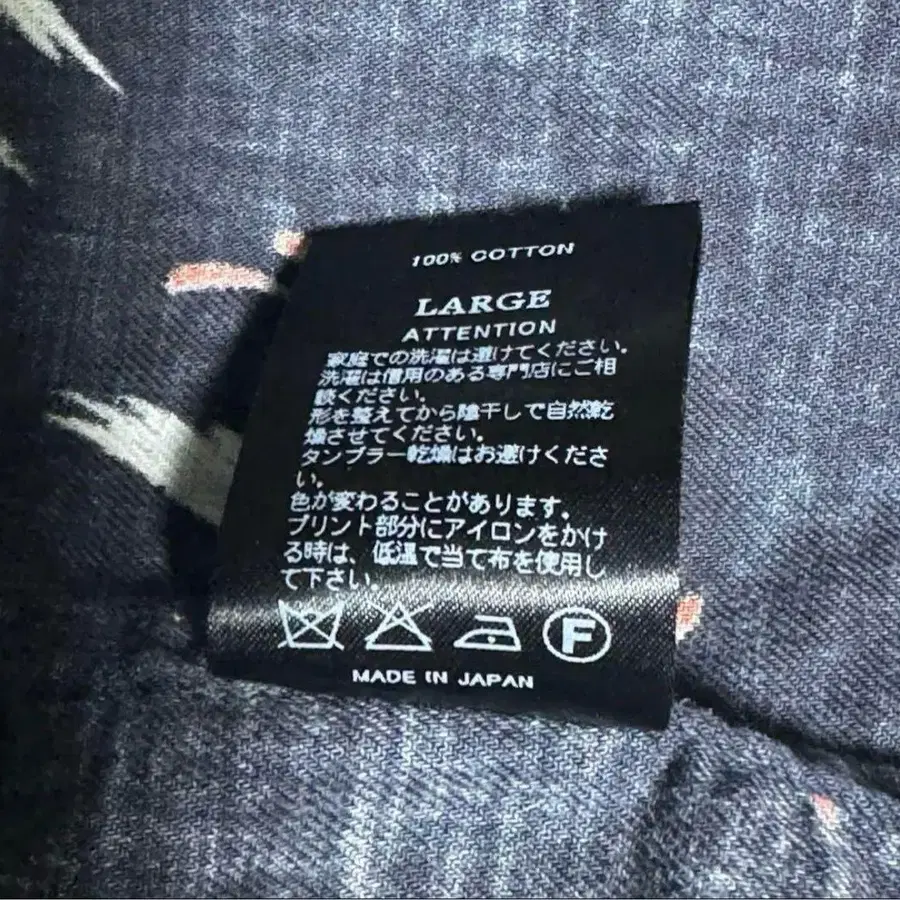 100% COTTON
LARGE
ATTENTION
家庭での洗濯は避けてください。
洗濯は信用のある専門店にご相
談ください。
形を整えてから陰干しで自然乾
燥させてください。
タンブラー乾燥はお避けくださ
い。
色が変わることがあります。
プリント部分にアイロンをかけ
る時は、低温で当て布を使用し
て下さい。
F
MADE IN JAPAN